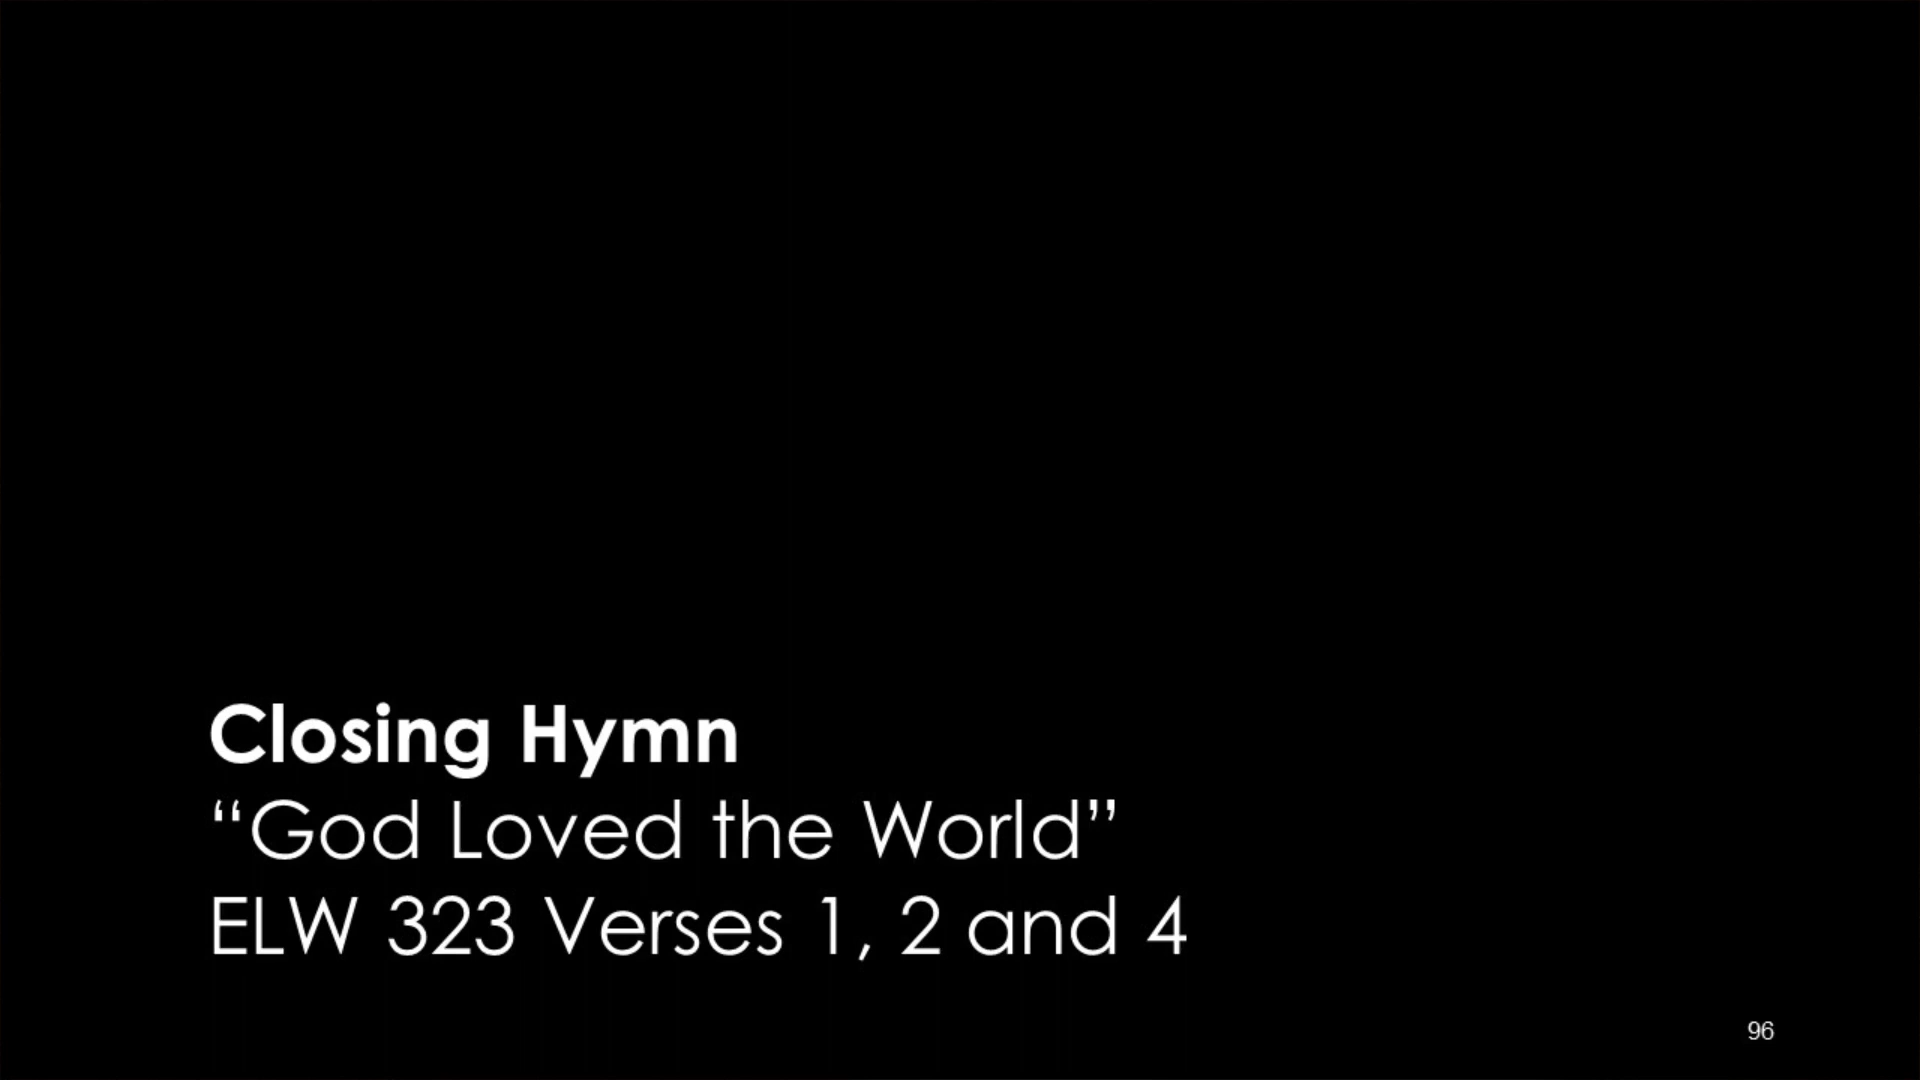 Closing Hymn
“God Loved the World”
ELW 323 Verses 1, 2 and 4
96